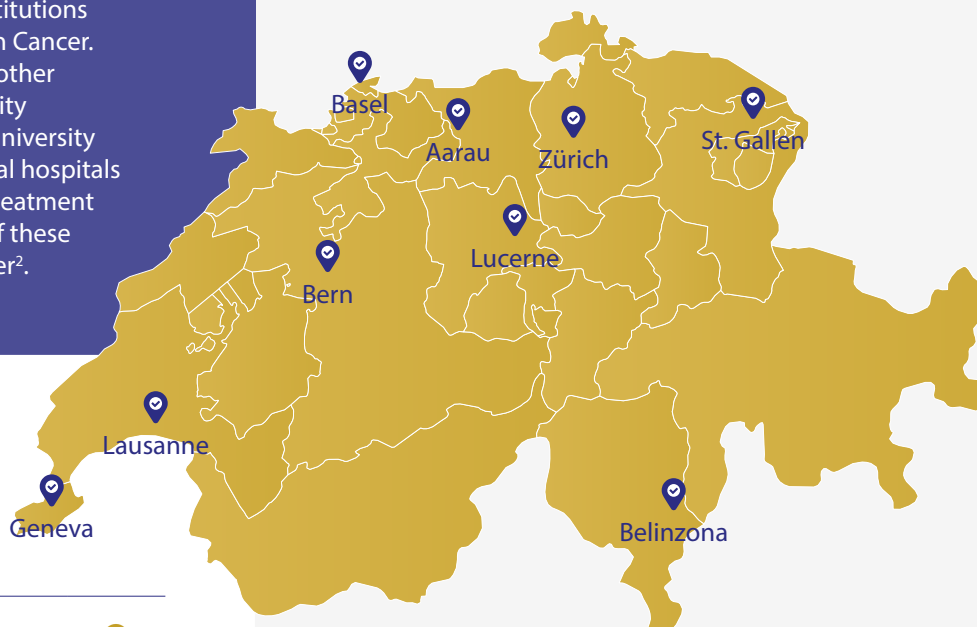 titutions
n Cancer.
other
ity
niversity
al hospitals
eatment
f these
er².
Basel
Aarau
Zürich
St. Gallen
Lucerne
Bern
Lausanne
Geneva
Belinzona